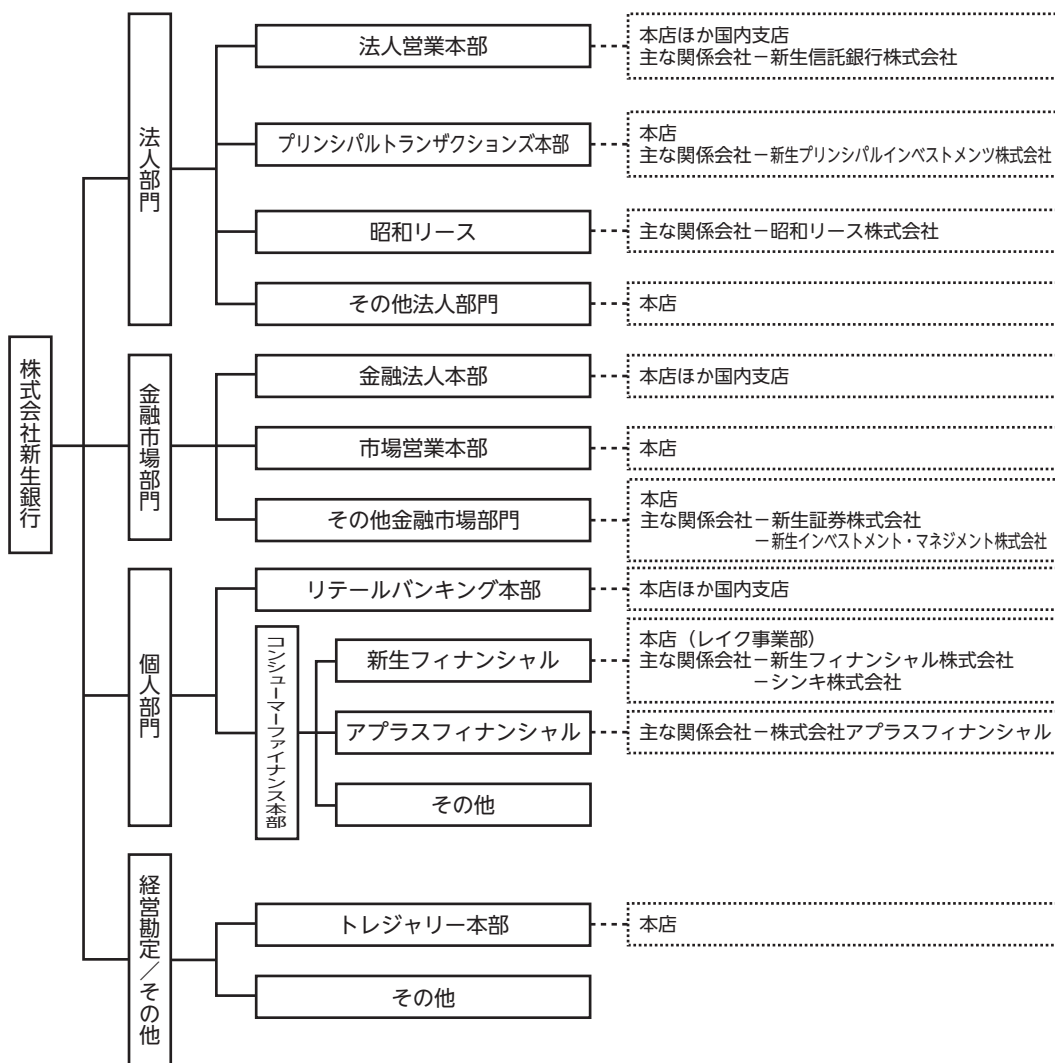 株式会社新生銀行
法人部門
法人営業本部
本店ほか国内支店
主な関係会社－新生信託銀行株式会社
プリンシパルトランザクションズ本部
本店
主な関係会社－新生プリンシパルインベストメンツ株式会社
昭和リース
主な関係会社－昭和リース株式会社
その他法人部門
本店
金融市場部門
金融法人本部
本店ほか国内支店
市場営業本部
本店
その他金融市場部門
本店
主な関係会社－新生証券株式会社
－新生インベストメント・マネジメント株式会社
個人部門
リテールバンキング本部
本店ほか国内支店
コンシューマーファイナンス本部
新生フィナンシャル
本店（レイク事業部）
主な関係会社－新生フィナンシャル株式会社
－シンキ株式会社
アプラスフィナンシャル
主な関係会社－株式会社アプラスフィナンシャル
その他
経営勘定／その他
トレジャリー本部
本店
その他